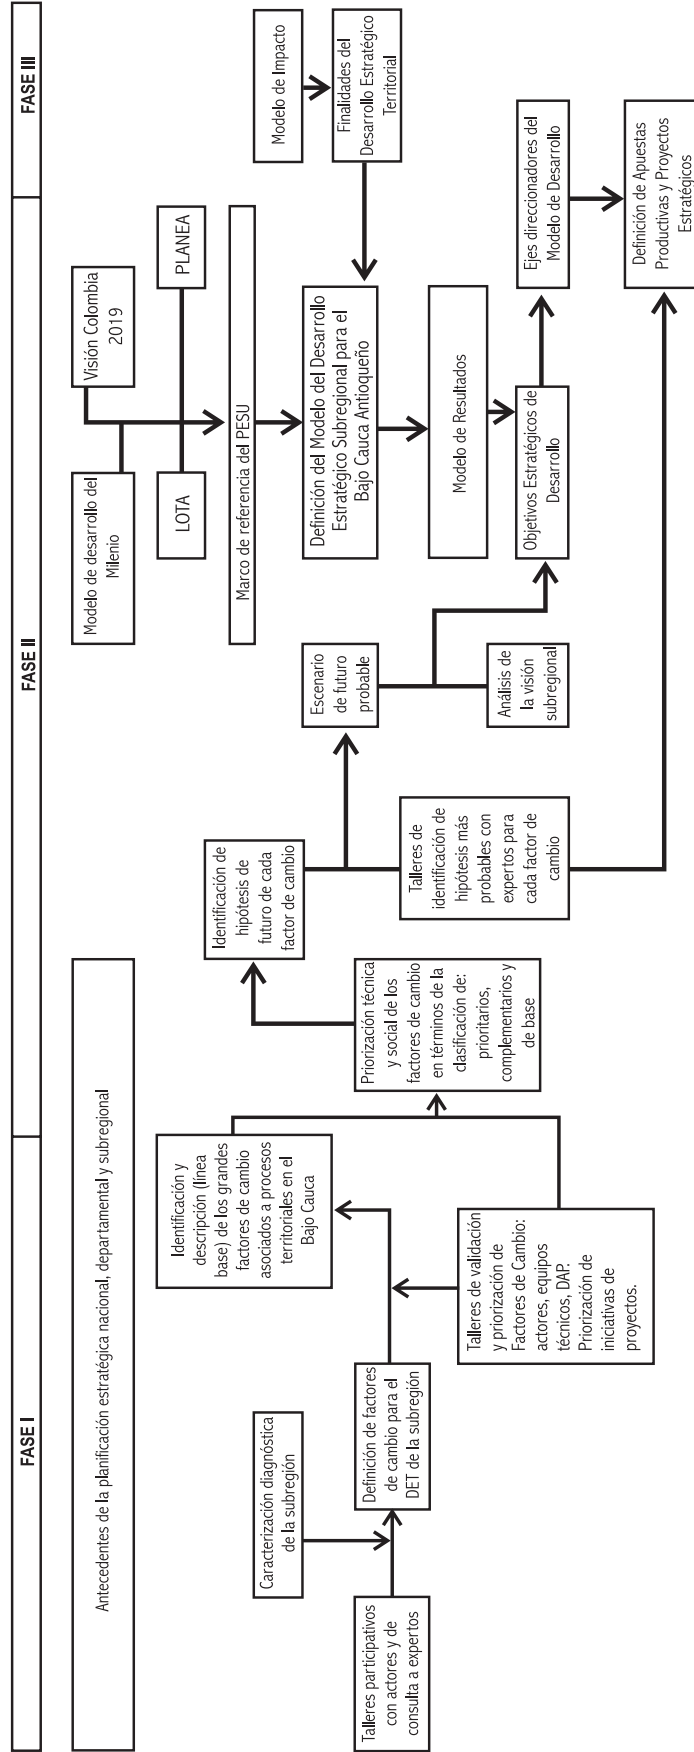 FASE I
FASE II
FASE III
Antecedentes de la planificación estratégica nacional, departamental y subregional
Talleres participativos
con actores y de
consulta a expertos
Caracterización diagnóstica
de la subregión
Definición de factores
de cambio para el
DET de la subregión
Identificación y
descripción (línea
base) de los grandes
factores de cambio
asociados a procesos
territoriales en el
Bajo Cauca
Talleres de validación
y priorización de
Factores de Cambio:
actores, equipos
técnicos, DAP.
Priorización de
iniciativas de
proyectos.
Priorización técnica
y social de los
factores de cambio
en términos de la
clasificación de:
prioritarios,
complementarios y
de base
Identificación de
hipótesis de
futuro de cada
factor de cambio
Talleres de
identificación de
hipótesis más
probables con
expertos para
cada factor de
cambio
Escenario
de futuro
probable
Análisis de
la visión
subregional
Modelo de desarrollo del
Milenio
Visión Colombia
2019
LOTA
PLANEA
Marco de referencia del PESU
Definición del Modelo del Desarrollo
Estratégico Subregional para el
Bajo Cauca Antioqueño
Modelo de Resultados
Objetivos Estratégicos de
Desarrollo
Modelo de Impacto
Finalidades del
Desarrollo Estratégico
Territorial
Ejes direccionadores del
Modelo de Desarrollo
Definición de Apuestas
Productivas y Proyectos
Estratégicos